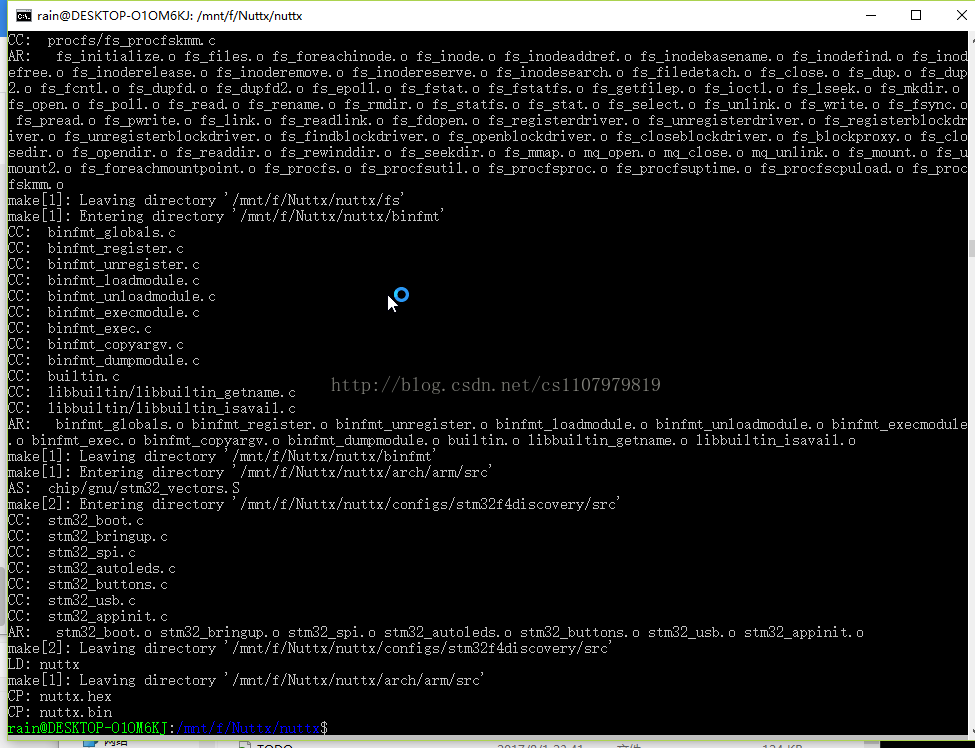 rain@DESKTOP-O1OM6KJ: /mnt/f/Nuttx/nuttx
CC:  procfs/fs_procfskmm.c
AR:   fs_initialize.o fs_files.o fs_foreachinode.o fs_inode.o fs_inodeaddref.o fs_inodebasename.o fs_inodefind.o fs_inod
efree.o fs_inoderelease.o fs_inoderemove.o fs_inodereserve.o fs_inodesearch.o fs_filedetach.o fs_close.o fs_dup.o fs_dup
2.o fs_fcntl.o fs_dupfd.o fs_dupfd2.o fs_epoll.o fs_fstat.o fs_fstatfs.o fs_getfilep.o fs_ioctl.o fs_lseek.o fs_mkdir.o
fs_open.o fs_poll.o fs_read.o fs_rename.o fs_rmdir.o fs_statfs.o fs_stat.o fs_select.o fs_unlink.o fs_write.o fs_fsync.o
 fs_pread.o fs_pwrite.o fs_link.o fs_readlink.o fs_fdopen.o fs_registerdriver.o fs_unregisterdriver.o fs_registerblockdr
iver.o fs_unregisterblockdriver.o fs_findblockdriver.o fs_openblockdriver.o fs_closeblockdriver.o fs_blockproxy.o fs_clo
sedir.o fs_opendir.o fs_readdir.o fs_rewinddir.o fs_seekdir.o fs_mmap.o mq_open.o mq_close.o mq_unlink.o fs_mount.o fs_u
mount2.o fs_foreachmountpoint.o fs_procfs.o fs_procfsutil.o fs_procfsproc.o fs_procfsuptime.o fs_procfscpuload.o fs_proc
fskmm.o
make[1]: Leaving directory '/mnt/f/Nuttx/nuttx/fs'
make[1]: Entering directory '/mnt/f/Nuttx/nuttx/binfmt'
CC:  binfmt_globals.c
CC:  binfmt_register.c
CC:  binfmt_unregister.c
CC:  binfmt_loadmodule.c
CC:  binfmt_unloadmodule.c
CC:  binfmt_execmodule.c
CC:  binfmt_exec.c
CC:  binfmt_copyargv.c
CC:  binfmt_dumpmodule.c
CC:  builtin.c
http://blog.csdn.net/cs1107979819
CC:  libbuiltin/libbuiltin_getname.c
CC:  libbuiltin/libbuiltin_isavail.c
AR:   binfmt_globals.o binfmt_register.o binfmt_unregister.o binfmt_loadmodule.o binfmt_unloadmodule.o binfmt_execmodule
.o binfmt_exec.o binfmt_copyargv.o binfmt_dumpmodule.o builtin.o libbuiltin_getname.o libbuiltin_isavail.o
make[1]: Leaving directory '/mnt/f/Nuttx/nuttx/binfmt'
make[1]: Entering directory '/mnt/f/Nuttx/nuttx/arch/arm/src'
AS:  chip/gnu/stm32_vectors.S
make[2]: Entering directory '/mnt/f/Nuttx/nuttx/configs/stm32f4discovery/src'
CC:  stm32_boot.c
CC:  stm32_bringup.c
CC:  stm32_spi.c
CC:  stm32_autoleds.c
CC:  stm32_buttons.c
CC:  stm32_usb.c
CC:  stm32_appinit.c
AR:   stm32_boot.o stm32_bringup.o stm32_spi.o stm32_autoleds.o stm32_buttons.o stm32_usb.o stm32_appinit.o
make[2]: Leaving directory '/mnt/f/Nuttx/nuttx/configs/stm32f4discovery/src'
LD: nuttx
make[1]: Leaving directory '/mnt/f/Nuttx/nuttx/arch/arm/src'
CP: nuttx.hex
CP: nuttx.bin
rain@DESKTOP-O1OM6KJ:/mnt/f/Nuttx/nuttx$